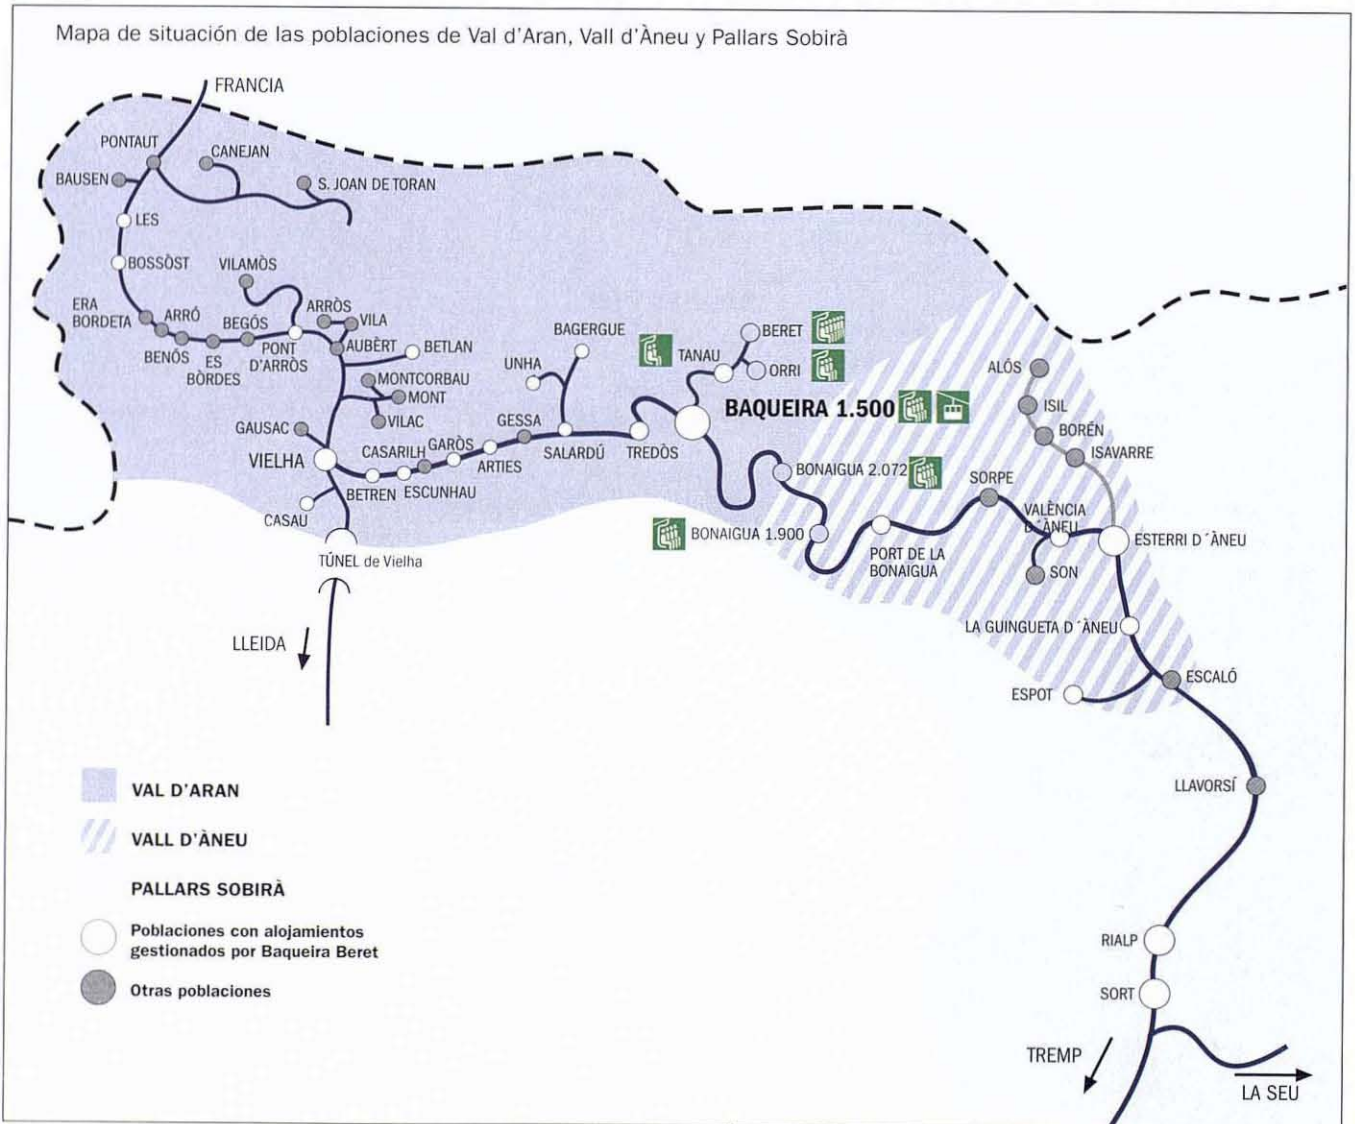 Mapa de situación de las poblaciones de Val d'Aran, Vall d'Àneu y Pallars Sobirà
FRANCIA
PONTAUT
CANEJAN
BAUSEN
S. JOAN DE TORAN
LES
BOSSÒST
VILAMÒS
ERA
BORDETA
ARRÓ
BENÓS
ES
BÒRDES
BEGÓS
PONT
D'ARRÒS
ARRÒS
VILA
AUBÈRT
BETLAN
MONTCORBAU
MONT
VILAC
GAUSAC
VIELHA
CASAU
BETREN
CASARILH
ESCUNHAU
GARÒS
ARTIES
GESSA
UNHA
BAGERGUE
SALARDÚ
TREDÒS
TANAU
BERET
ORRI
BAQUEIRA 1.500
BONAIGUA 2.072
BONAIGUA 1.900
PORT DE LA
BONAIGUA
SORPE
ALÓS
ISIL
BORÉN
ISAVARRE
VALÈNCIA
D´ÀNEU
SON
ESTERRI D´ÀNEU
LA GUINGUETA D´ÀNEU
ESPOT
ESCALÓ
LLAVORSÍ
RIALP
SORT
TREMP
LA SEU
TÚNEL de Vielha
LLEIDA
VAL D'ARAN
VALL D'ÀNEU
PALLARS SOBIRÀ
Poblaciones con alojamientos
gestionados por Baqueira Beret
Otras poblaciones